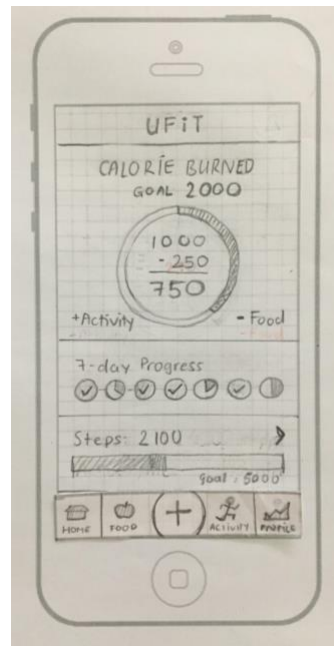 UFiT
CALORIE BURNED
GOAL 2000
1000
- 250
750
+Activity
- Food
7-day Progress
Steps: 2100
Goal: 5000
HOME
FOOD
+
ACTIVITY
PROFILE